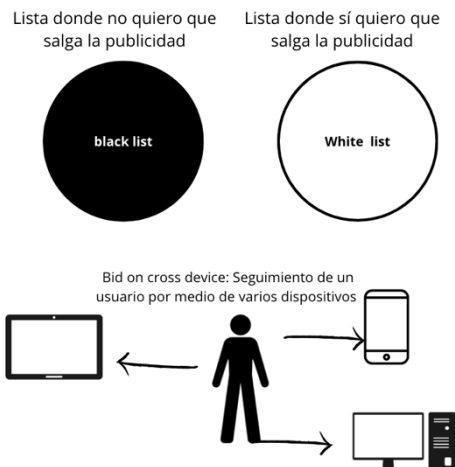 Lista donde no quiero que
salga la publicidad
Lista donde sí quiero que
salga la publicidad
black list
White list
Bid on cross device: Seguimiento de un
usuario por medio de varios dispositivos